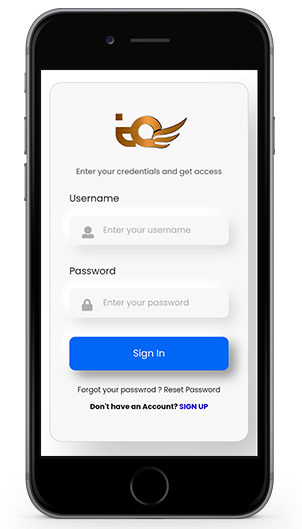 Enter your credentials and get access
Username
Enter your username
Password
Enter your password
Sign In
Forgot your passwrod ? Reset Password
Don't have an Account? SIGN UP